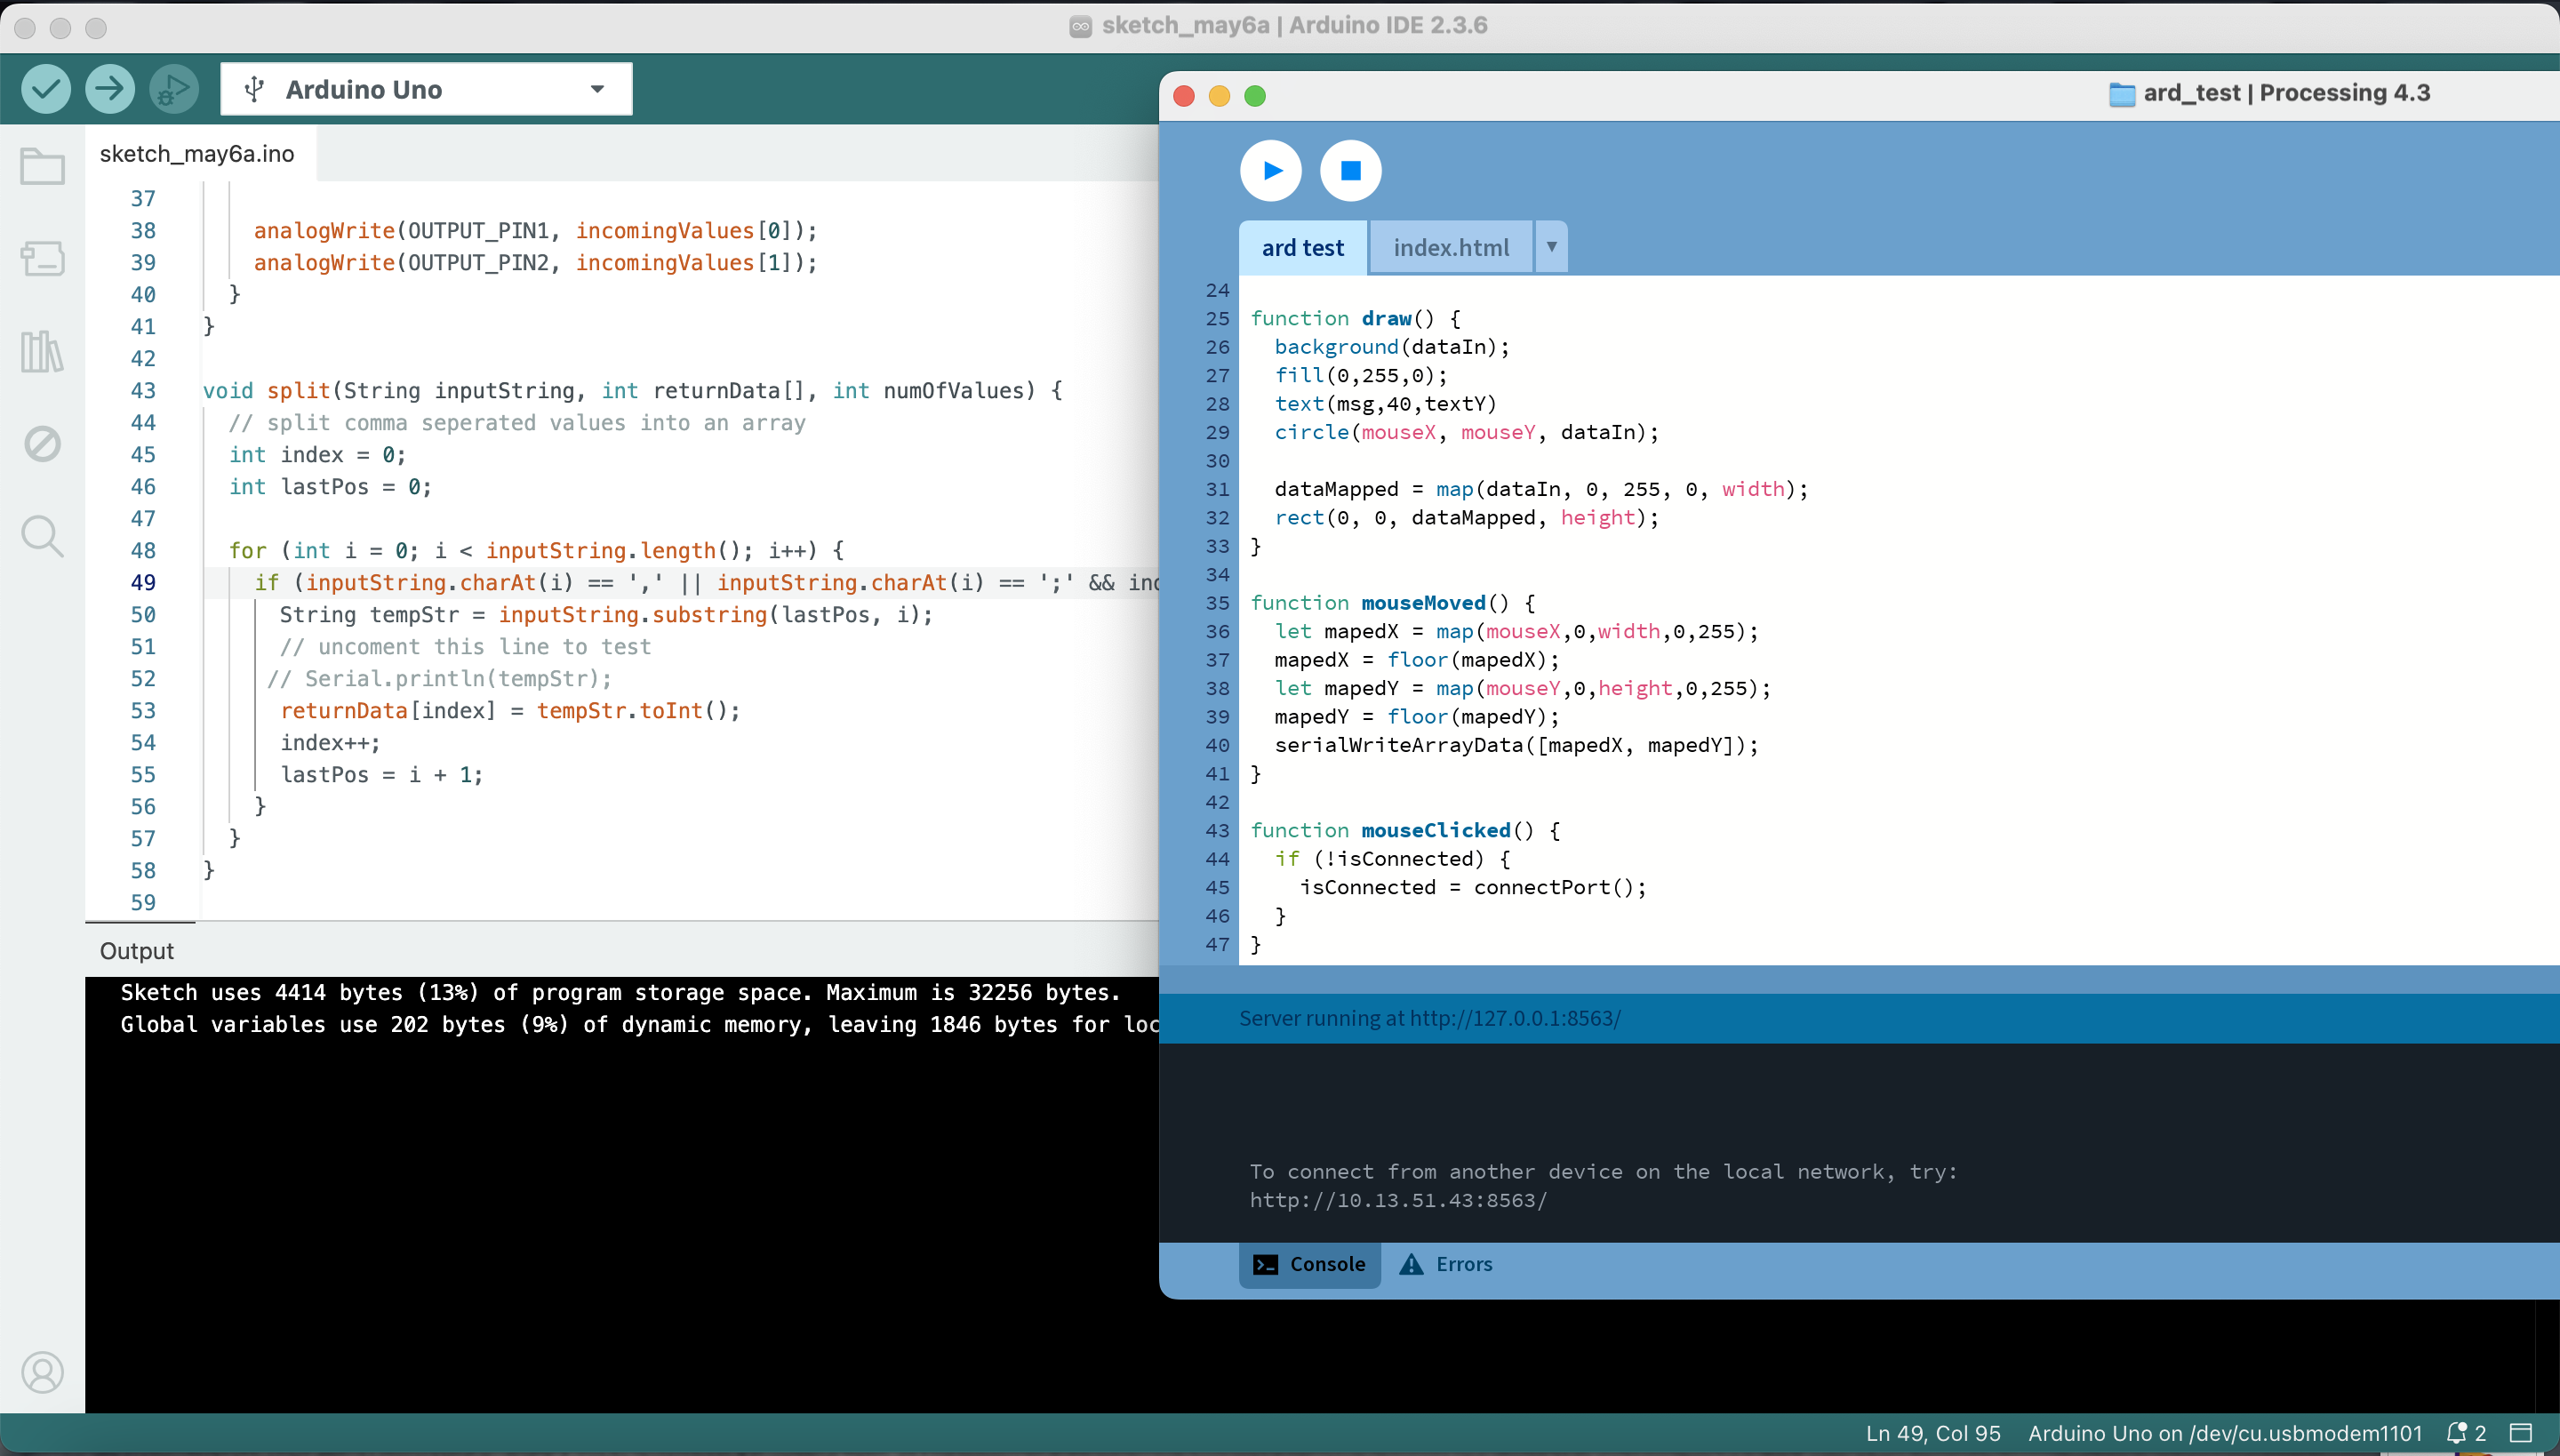 sketch_may6a | Arduino IDE 2.3.6
Arduino Uno
sketch_may6a.ino
37
38 analogWrite(OUTPUT_PIN1, incomingValues[0]);
39 analogWrite(OUTPUT_PIN2, incomingValues[1]);
40 }
41 }
42
43 void split(String inputString, int returnData[], int numOfValues) {
44 // split comma seperated values into an array
45 int index = 0;
46 int lastPos = 0;
47
48 for (int i = 0; i < inputString.length(); i++) {
49 if (inputString.charAt(i) == ',' || inputString.charAt(i) == ';' &&
50 String tempStr = inputString.substring(lastPos, i);
51 // uncoment this line to test
52 // Serial.println(tempStr);
53 returnData[index] = tempStr.toInt();
54 index++;
55 lastPos = i + 1;
56 }
57 }
58 }
59
Output
Sketch uses 4414 bytes (13%) of program storage space. Maximum is 32256 bytes.
Global variables use 202 bytes (9%) of dynamic memory, leaving 1846 bytes for
ard_test | Processing 4.3
ard test
index.html
24
25 function draw() {
26 background(dataIn);
27 fill(0,255,0);
28 text(msg,40,textY)
29 circle(mouseX, mouseY, dataIn);
30
31 dataMapped = map(dataIn, 0, 255, 0, width);
32 rect(0, 0, dataMapped, height);
33 }
34
35 function mouseMoved() {
36 let mapedX = map(mouseX,0,width,0,255);
37 mapedX = floor(mapedX);
38 let mapedY = map(mouseY,0,height,0,255);
39 mapedY = floor(mapedY);
40 serialWriteArrayData([mapedX, mapedY]);
41 }
42
43 function mouseClicked() {
44 if (!isConnected) {
45 isConnected = connectPort();
46 }
47 }
Server running at http://127.0.0.1:8563/
To connect from another device on the local network, try:
http://10.13.51.43:8563/
Console
Errors
Ln 49, Col 95
Arduino Uno on /dev/cu.usbmodem1101
2